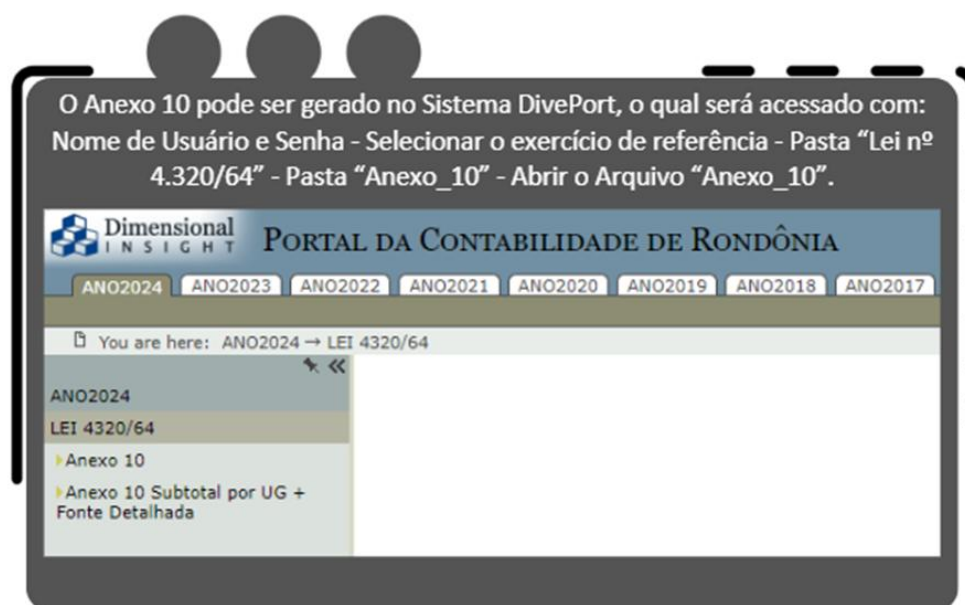 O Anexo 10 pode ser gerado no Sistema DivePort, o qual será acessado com:
Nome de Usuário e Senha - Selecionar o exercício de referência - Pasta “Lei nº
4.320/64” - Pasta “Anexo_10” - Abrir o Arquivo “Anexo_10”.
Dimensional
INSIGHT
PORTAL DA CONTABILIDADE DE RONDÔNIA
ANO2024 ANO2023 ANO2022 ANO2021 ANO2020 ANO2019 ANO2018 ANO2017
You are here: ANO2024 → LEI 4320/64
ANO2024
LEI 4320/64
Anexo 10
Anexo 10 Subtotal por UG +
Fonte Detalhada